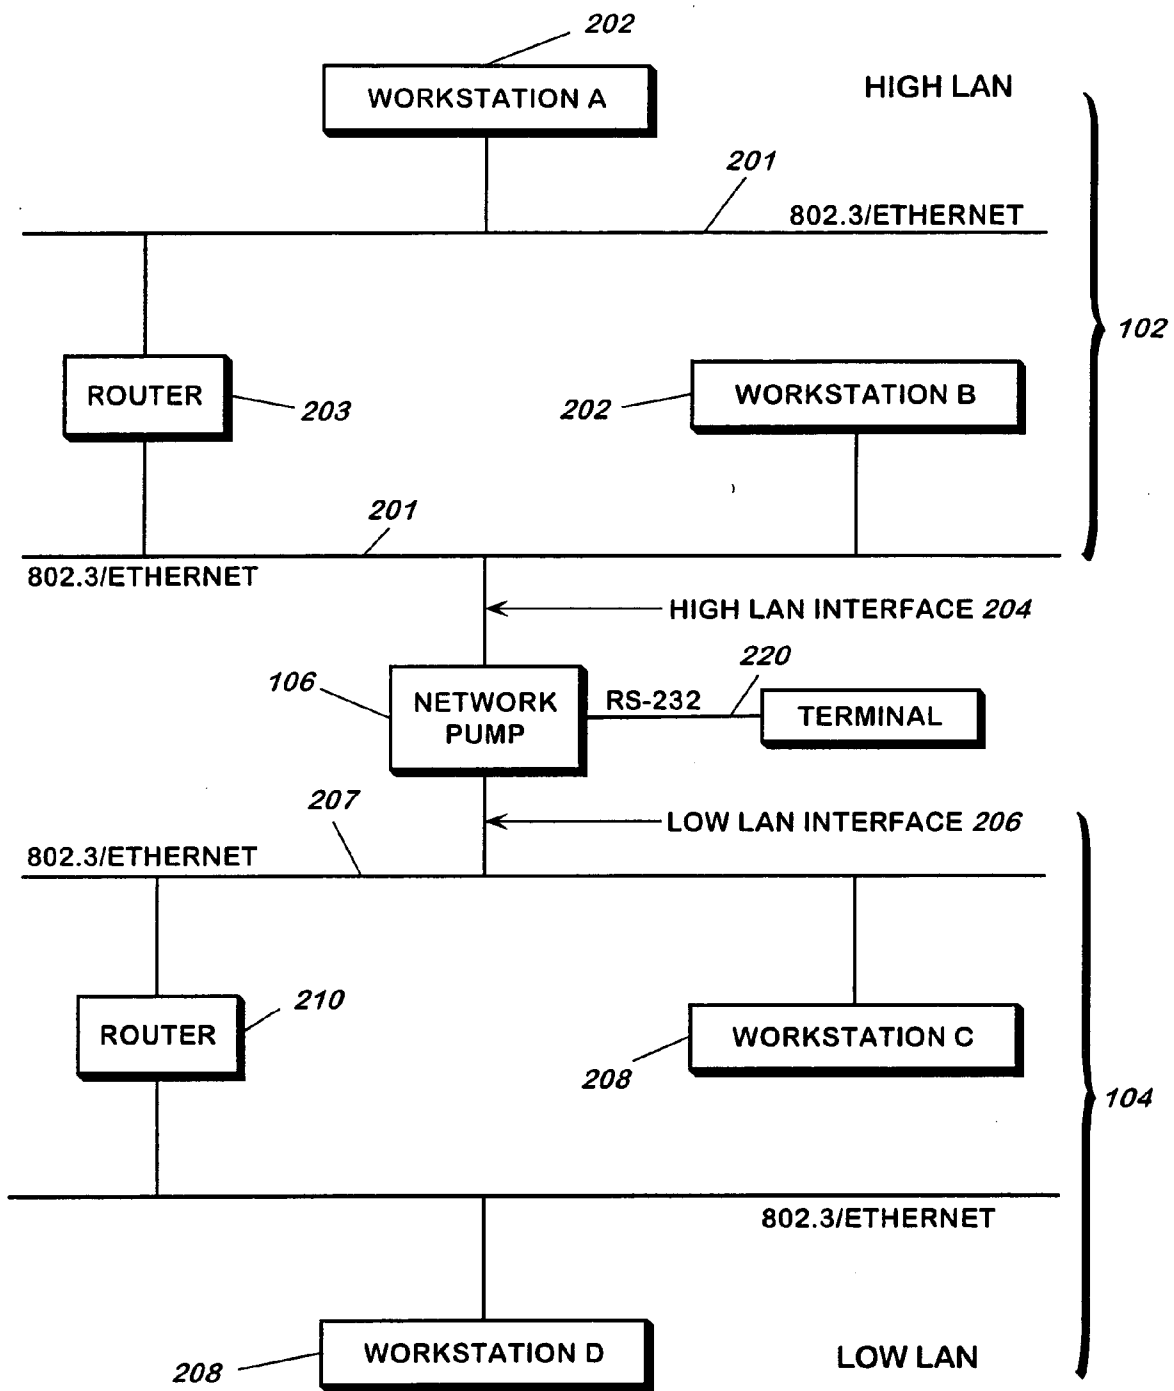 202
WORKSTATION A
HIGH LAN
201
802.3/ETHERNET
102
ROUTER
203
202
WORKSTATION B
201
802.3/ETHERNET
HIGH LAN INTERFACE 204
106
NETWORK
PUMP
RS-232
220
TERMINAL
207
LOW LAN INTERFACE 206
802.3/ETHERNET
ROUTER
210
WORKSTATION C
208
104
802.3/ETHERNET
WORKSTATION D
208
LOW LAN